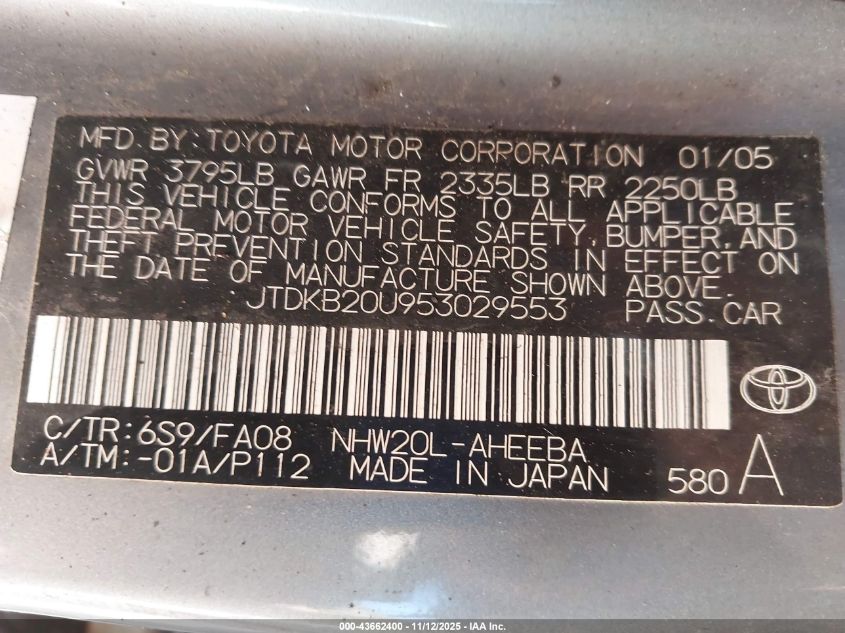 MFD BY: TOYOTA MOTOR CORPORATION 01/05
GVWR 3795LB GAWR FR 2335LB RR 2250LB
THIS VEHICLE CONFORMS TO ALL APPLICABLE
FEDERAL MOTOR VEHICLE SAFETY, BUMPER, AND
THEFT PREVENTION STANDARDS IN EFFECT ON
THE DATE OF MANUFACTURE SHOWN ABOVE.
JTDKB20U953029553 PASS. CAR
C/TR: 6S9/FA08 NHW20L-AHEEBA
A/TM: -01A/P112 MADE IN JAPAN 580 A
000-43662400 - 11/12/2025 - IAA Inc.